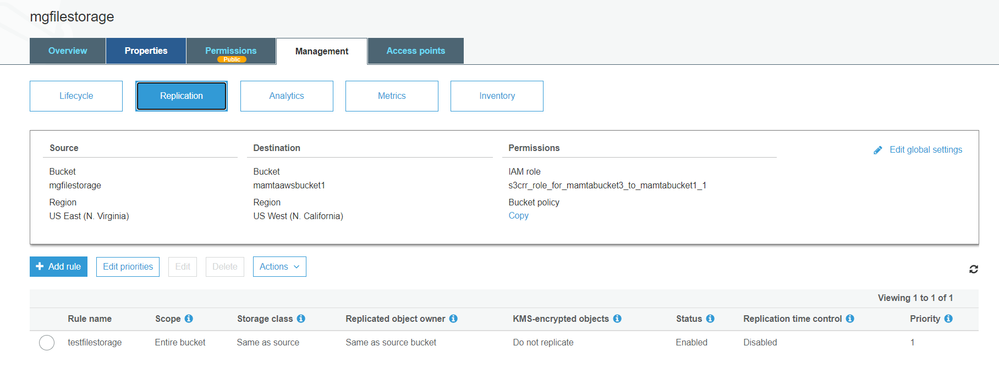 mgfilestorage
Overview Properties Permissions Management Access points
Public
Lifecycle Replication Analytics Metrics Inventory
Source Destination Permissions Edit global settings
Bucket Bucket IAM role
mgfilestorage mamtaawsbucket1 s3crr_role_for_mamtabucket3_to_mamtabucket1_1
Region Region Bucket policy
US East (N. Virginia) US West (N. California) Copy
Add rule Edit priorities Edit Delete Actions
Viewing 1 to 1 of 1
Rule name Scope Storage class Replicated object owner KMS-encrypted objects Status Replication time control Priority
testfilestorage Entire bucket Same as source Same as source bucket Do not replicate Enabled Disabled 1